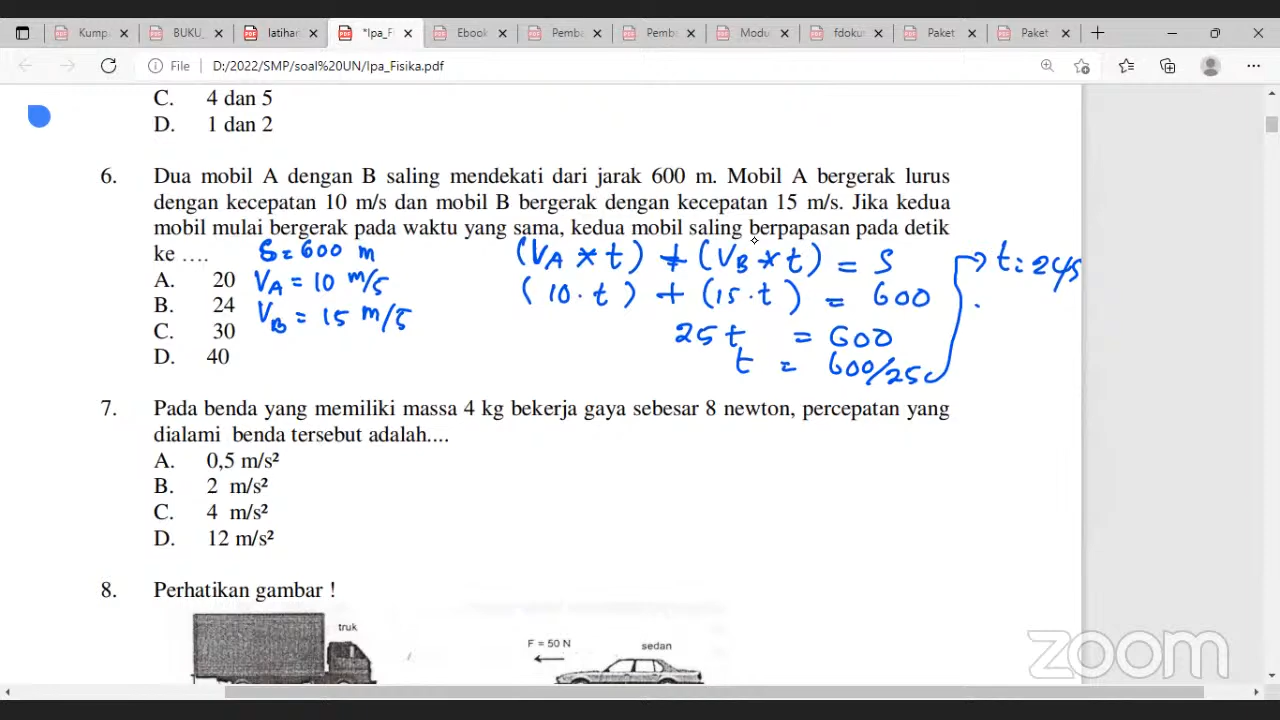 Kump
BUKU_
latihan
*Ipa_Fi
Ebook
Pemba
Pemba
Modu
fdoku
Paket
Paket
File D:/2022/SMP/soal%20UN/Ipa_Fisika.pdf
C. 4 dan 5
D. 1 dan 2
6. Dua mobil A dengan B saling mendekati dari jarak 600 m. Mobil A bergerak lurus
dengan kecepatan 10 m/s dan mobil B bergerak dengan kecepatan 15 m/s. Jika kedua
mobil mulai bergerak pada waktu yang sama, kedua mobil saling berpapasan pada detik
ke ….
A. 20
B. 24
C. 30
D. 40
S = 600 m
VA = 10 m/s
VB = 15 m/s
(VA * t) + (VB * t) = S
(10 . t) + (15 . t) = 600
25 t = 600
t = 600/25
t = 24 s
7. Pada benda yang memiliki massa 4 kg bekerja gaya sebesar 8 newton, percepatan yang
dialami benda tersebut adalah....
A. 0,5 m/s²
B. 2 m/s²
C. 4 m/s²
D. 12 m/s²
8. Perhatikan gambar !
truk
F = 50 N
sedan
zoom